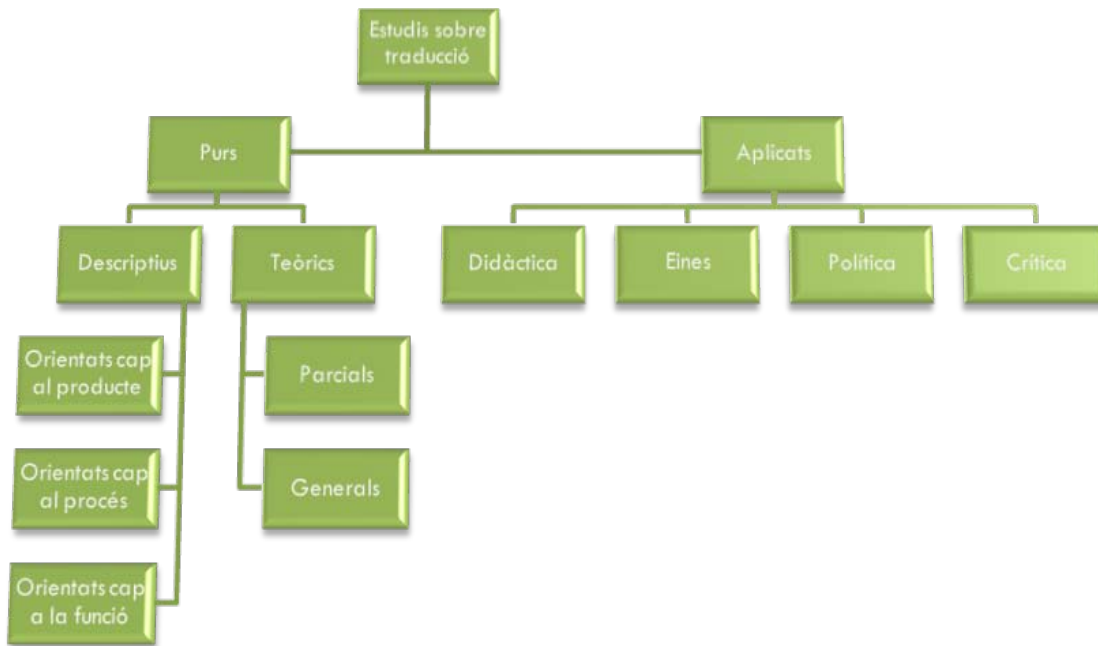 Estudis sobre
traducció
Purs
Aplicats
Descriptius
Teòrics
Didàctica
Eines
Política
Crítica
Orientats cap
al producte
Parcials
Orientats cap
al procés
Generals
Orientats cap
a la funció